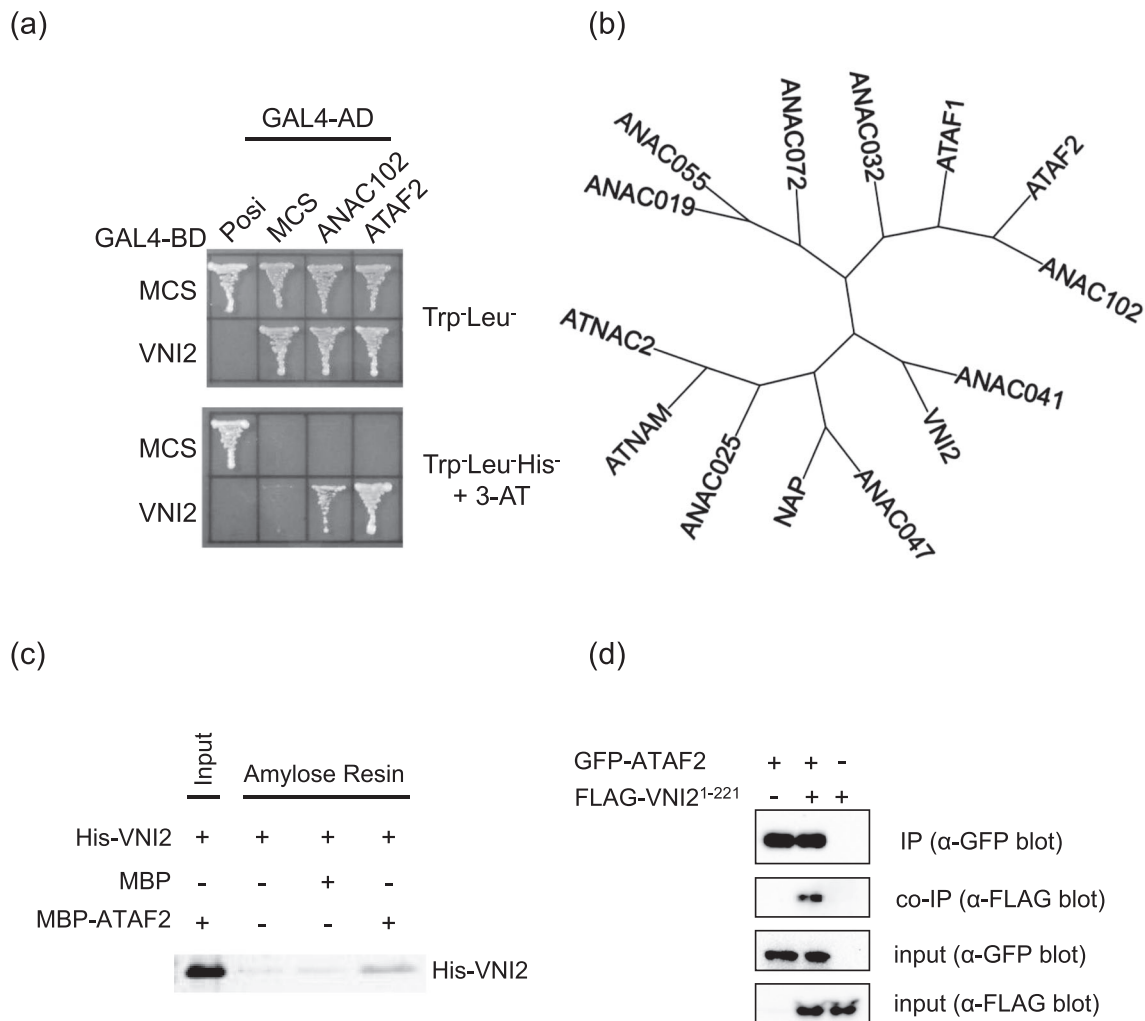 (a)
GAL4-AD
GAL4-BD Posi MCS ANAC102 ATAF2
MCS
VNI2
Trp-Leu-
MCS
VNI2
Trp-Leu-His-
+ 3-AT
(b)
ANAC019
ANAC055
ANAC072
ANAC032
ATAF1
ATAF2
ANAC102
ANAC041
VNI2
ANAC047
NAP
ANAC025
ATNAM
ATNAC2
(c)
Input Amylose Resin
His-VNI2 + + + +
MBP - - + -
MBP-ATAF2 + - - +
His-VNI2
(d)
GFP-ATAF2 + + -
FLAG-VNI21-221 - + +
IP (α-GFP blot)
co-IP (α-FLAG blot)
input (α-GFP blot)
input (α-FLAG blot)